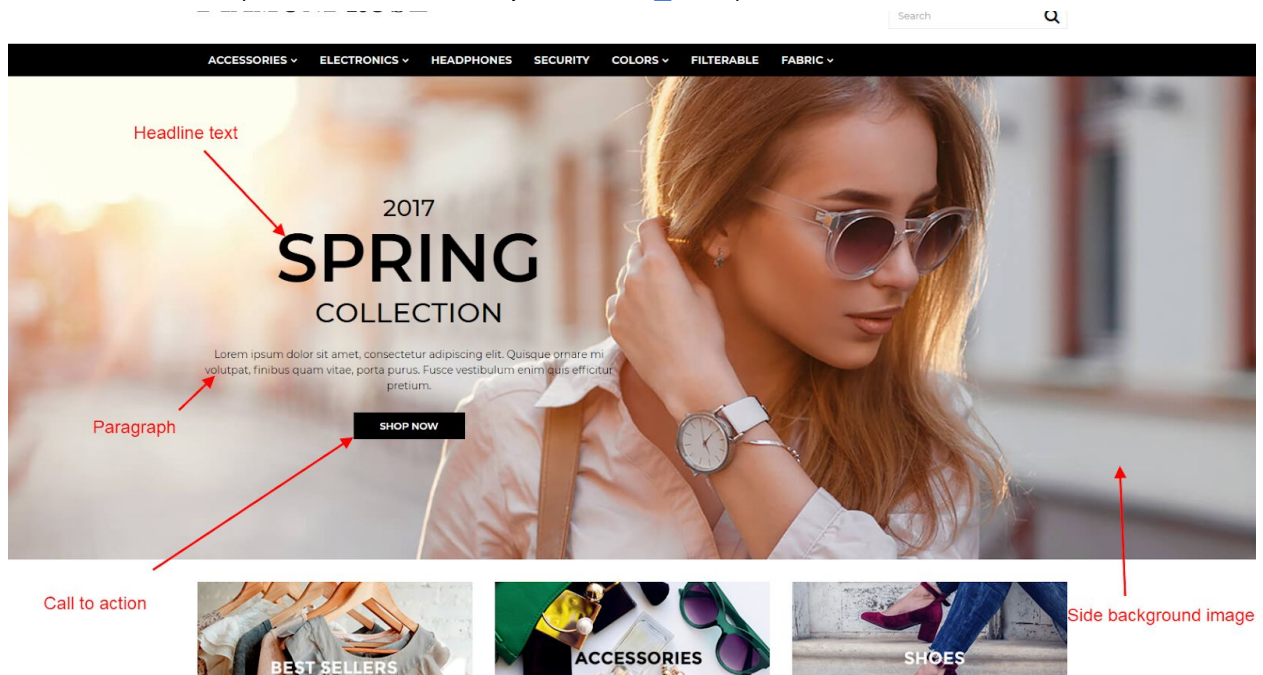 Search
ACCESSORIES ELECTRONICS HEADPHONES SECURITY COLORS FILTERABLE FABRIC
Headline text
2017
SPRING
COLLECTION
Lorem ipsum dolor sit amet, consectetur adipiscing elit. Quisque ornare mi
volutpat, finibus quam vitae, porta purus. Fusce vestibulum enim quis efficitur
pretium.
Paragraph
SHOP NOW
Call to action
Side background image
BEST SELLERS
ACCESSORIES
SHOES